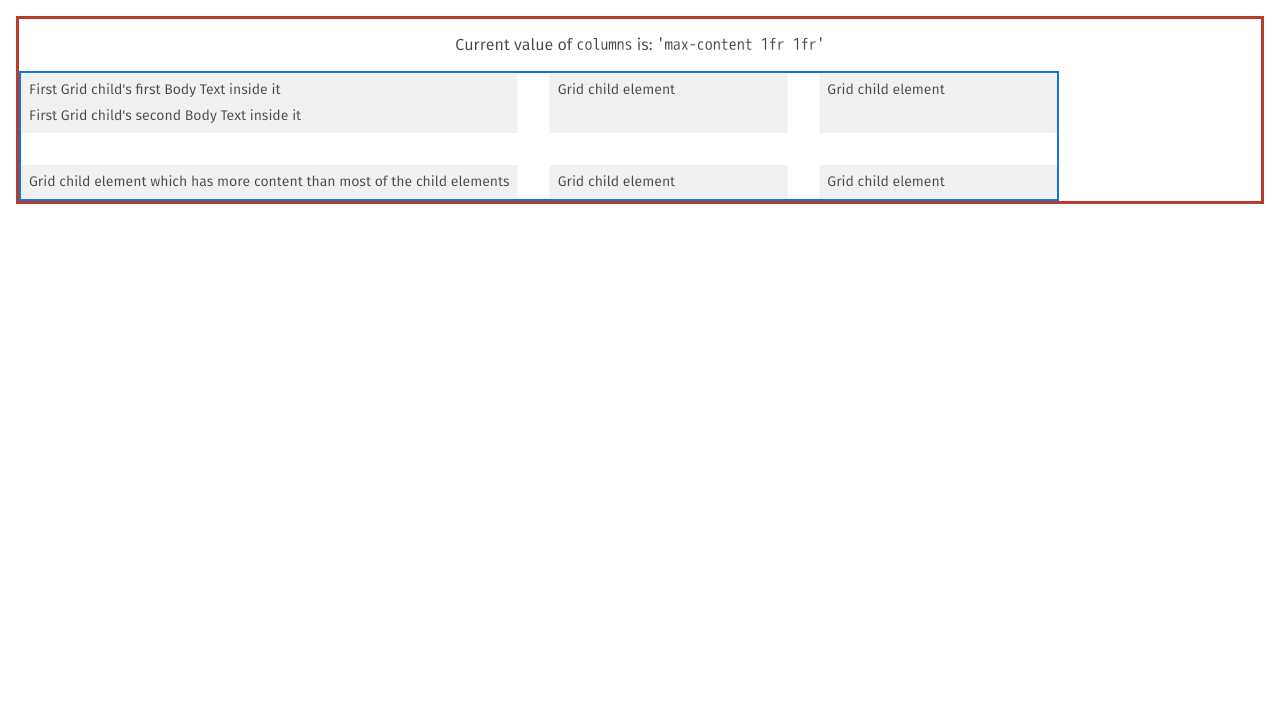 Current value of columns is: 'max-content 1fr 1fr'
First Grid child's first Body Text inside it
First Grid child's second Body Text inside it
Grid child element
Grid child element
Grid child element which has more content than most of the child elements
Grid child element
Grid child element